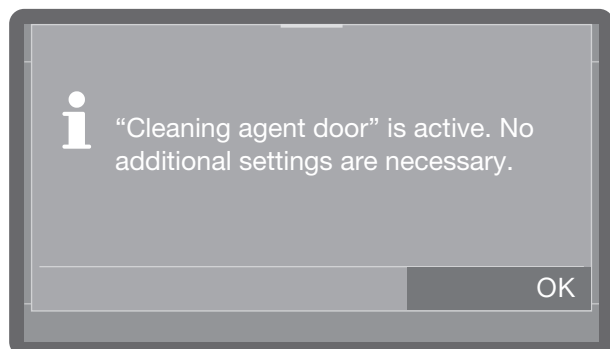 “Cleaning agent door” is active. No
additional settings are necessary.
OK